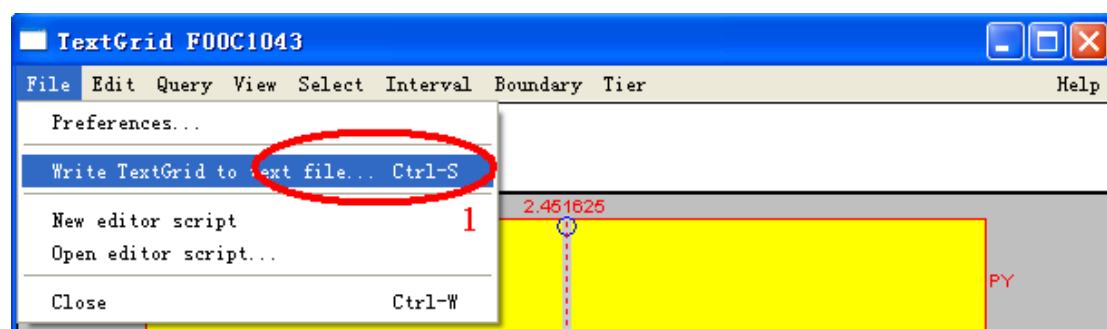 TextGrid F00C1043
File Edit Query View Select Interval Boundary Tier Help
Preferences...
Write TextGrid to text file... Ctrl-S
1
2.451625
New editor script
Open editor script...
PY
Close Ctrl-W